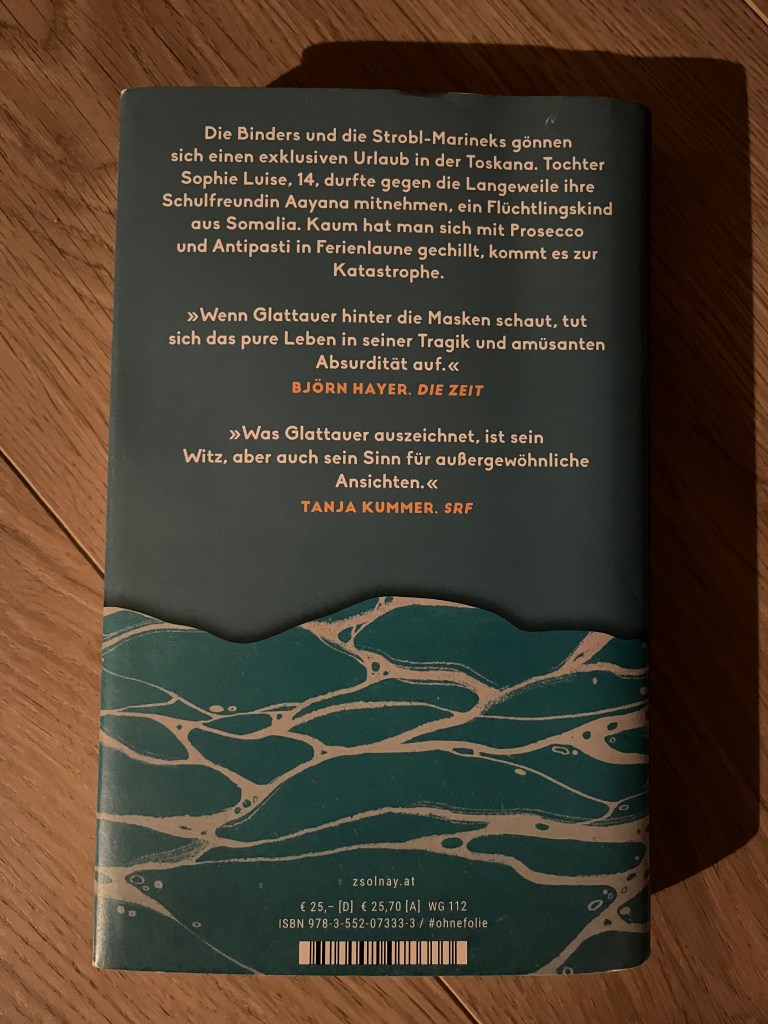 Die Binders und die Strobl-Marineks gönnen
sich einen exklusiven Urlaub in der Toskana. Tochter
Sophie Luise, 14, durfte gegen die Langeweile ihre
Schulfreundin Aayana mitnehmen, ein Flüchtlingskind
aus Somalia. Kaum hat man sich mit Prosecco
und Antipasti in Ferienlaune gechillt, kommt es zur
Katastrophe.
»Wenn Glattauer hinter die Masken schaut, tut
sich das pure Leben in seiner Tragik und amüsanten
Absurdität auf.«
BJÖRN HAYER. DIE ZEIT
»Was Glattauer auszeichnet, ist sein
Witz, aber auch sein Sinn für außergewöhnliche
Ansichten.«
TANJA KUMMER. SRF
zsolnay.at
€ 25,– [D] € 25,70 [A] WG 112
ISBN 978-3-552-07333-3 / #ohnefolie